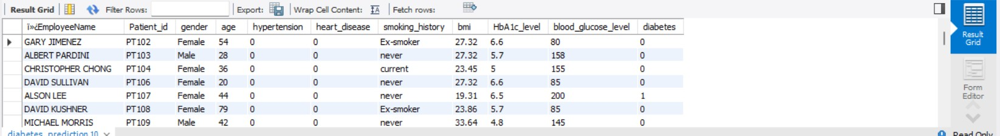 Result Grid Filter Rows: Export: Wrap Cell Content: IA Fetch rows:
ï»¿EmployeeName Patient_id gender age hypertension heart_disease smoking_history bmi HbA1c_level blood_glucose_level diabetes
GARY JIMENEZ PT102 Female 54 0 0 Ex-smoker 27.32 6.6 80 0
ALBERT PARDINI PT103 Male 28 0 0 never 27.32 5.7 158 0
CHRISTOPHER CHONG PT104 Female 36 0 0 current 23.45 5 155 0
DAVID SULLIVAN PT106 Female 20 0 0 never 27.32 6.6 85 0
ALSON LEE PT107 Female 44 0 0 never 19.31 6.5 200 1
DAVID KUSHNER PT108 Female 79 0 0 Ex-smoker 23.86 5.7 85 0
MICHAEL MORRIS PT109 Male 42 0 0 never 33.64 4.8 145 0
diabetes_prediction 10
Result
Grid
Form
Editor
Read Only